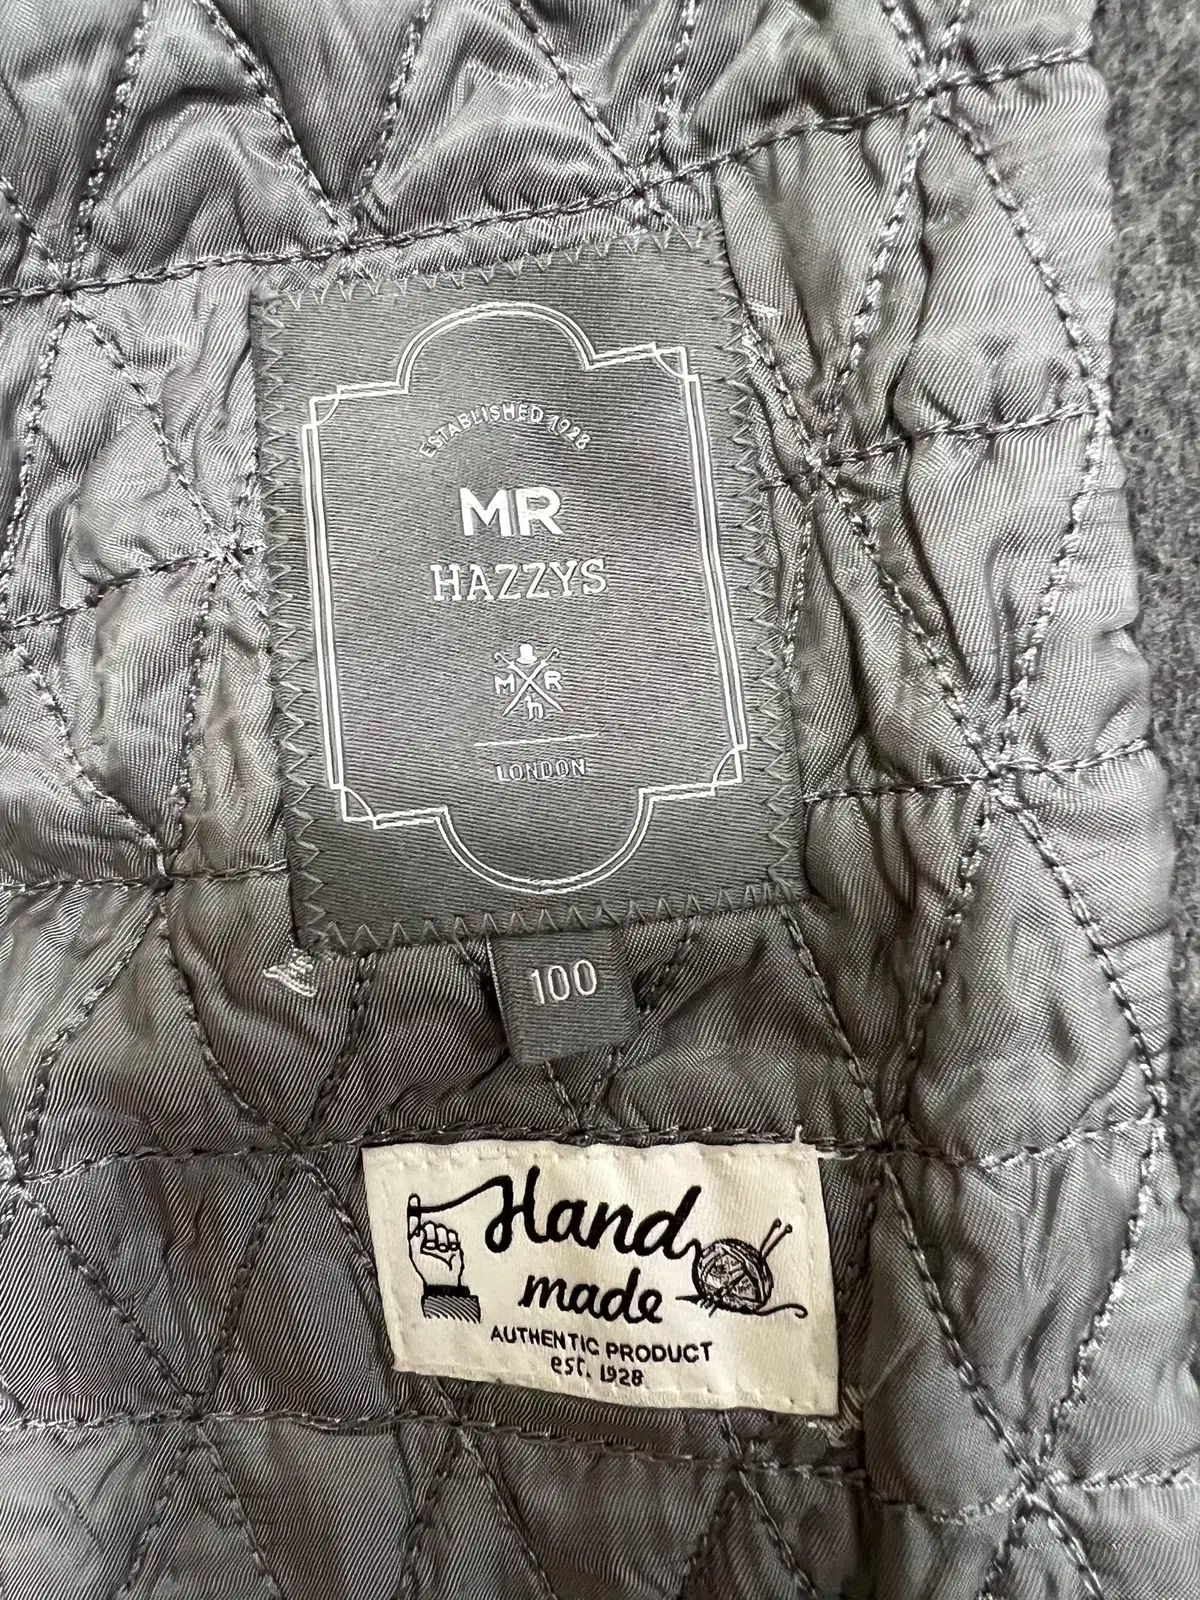 ESTABLISHED 1928
MR
HAZZYS
M R
h
LONDON
100
Hand
made
AUTHENTIC PRODUCT
est. 1928